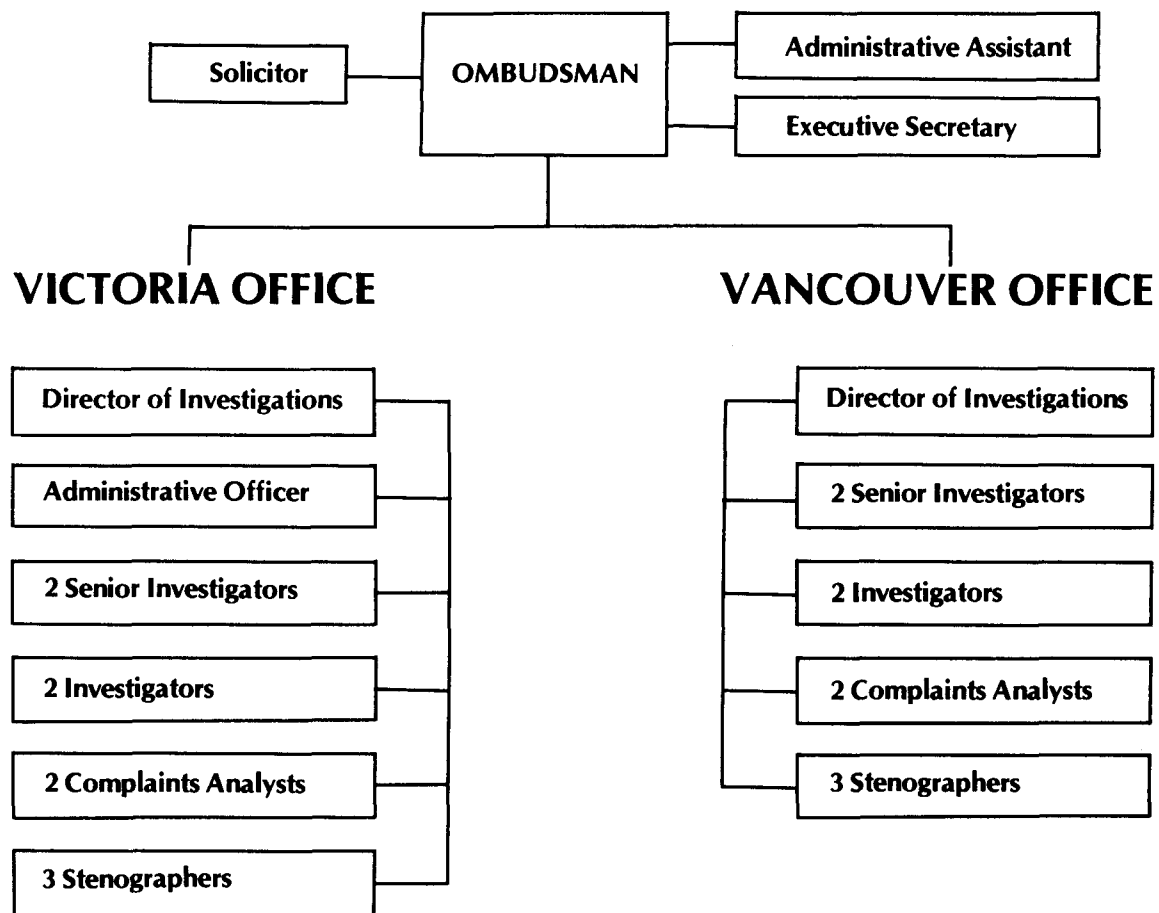 Solicitor
OMBUDSMAN
Administrative Assistant
Executive Secretary
VICTORIA OFFICE
Director of Investigations
Administrative Officer
2 Senior Investigators
2 Investigators
2 Complaints Analysts
3 Stenographers
VANCOUVER OFFICE
Director of Investigations
2 Senior Investigators
2 Investigators
2 Complaints Analysts
3 Stenographers